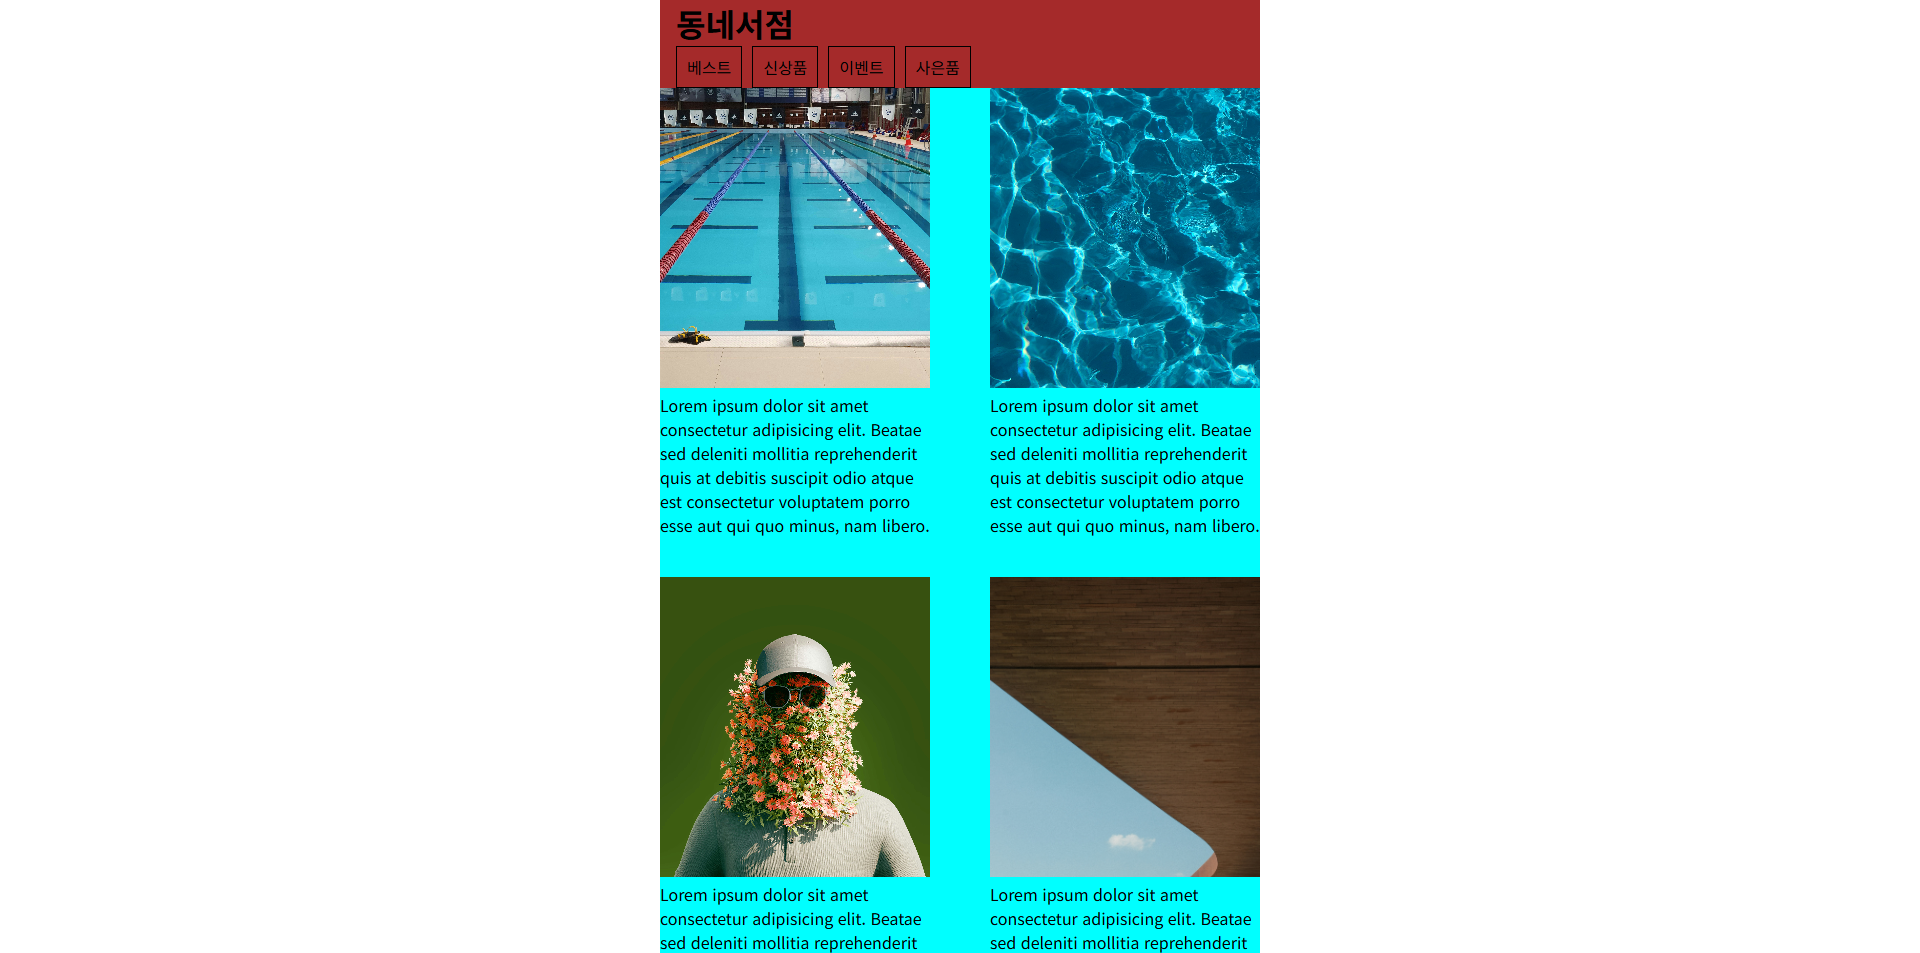 동네서점
베스트 신상품 이벤트 사은품
Lorem ipsum dolor sit amet
consectetur adipisicing elit. Beatae
sed deleniti mollitia reprehenderit
quis at debitis suscipit odio atque
est consectetur voluptatem porro
esse aut qui quo minus, nam libero.
Lorem ipsum dolor sit amet
consectetur adipisicing elit. Beatae
sed deleniti mollitia reprehenderit
quis at debitis suscipit odio atque
est consectetur voluptatem porro
esse aut qui quo minus, nam libero.
Lorem ipsum dolor sit amet
consectetur adipisicing elit. Beatae
sed deleniti mollitia reprehenderit
Lorem ipsum dolor sit amet
consectetur adipisicing elit. Beatae
sed deleniti mollitia reprehenderit